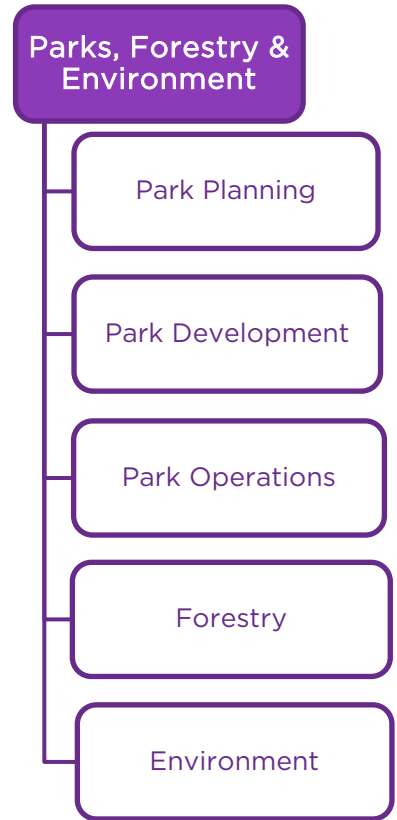 Parks, Forestry &
Environment
Park Planning
Park Development
Park Operations
Forestry
Environment